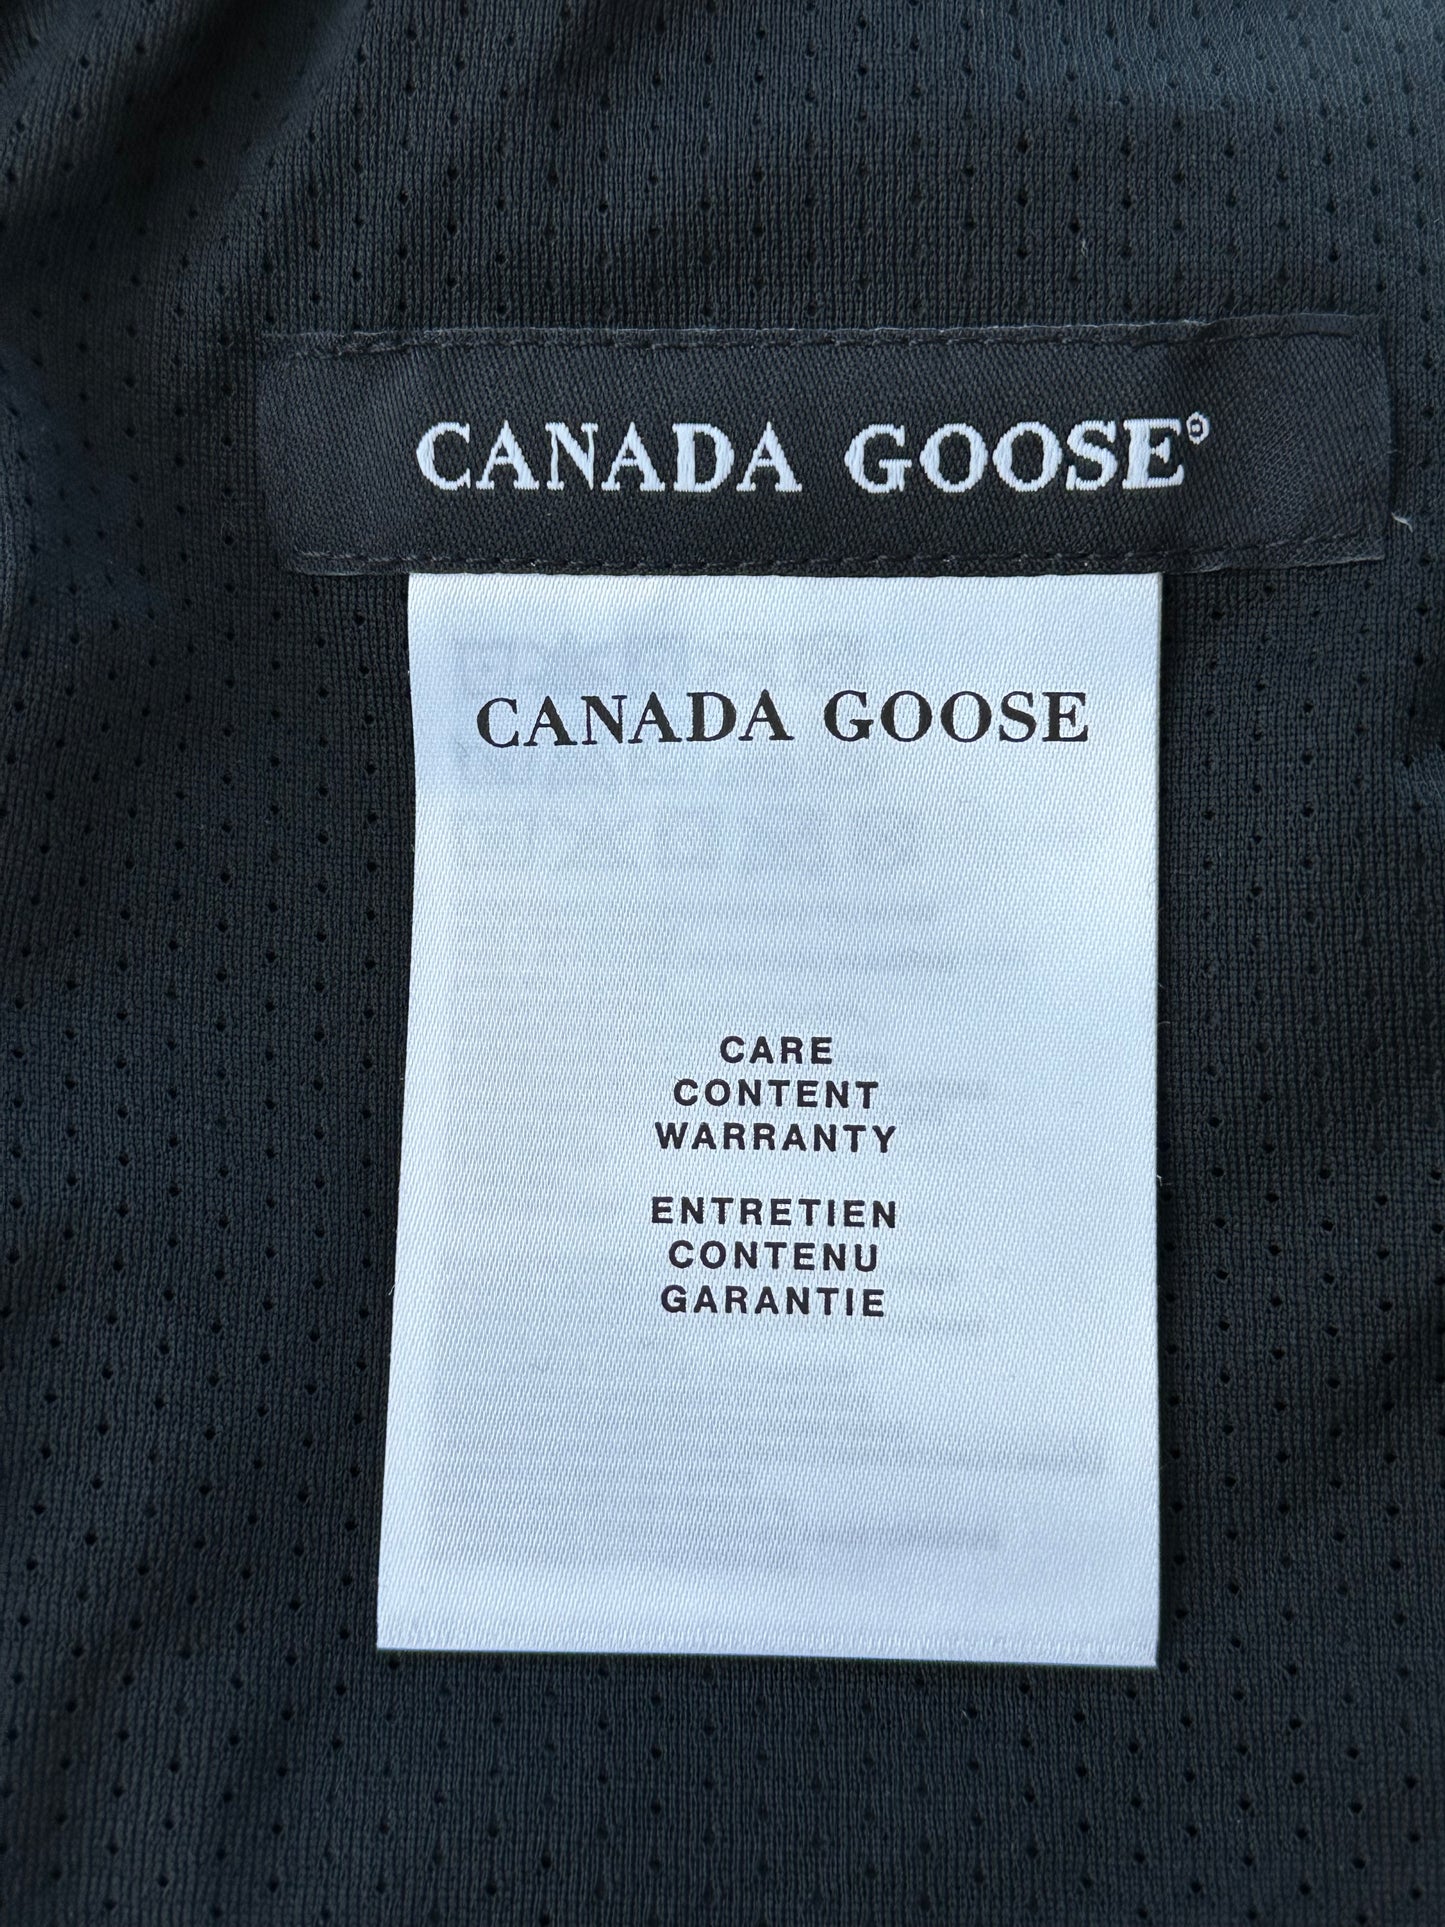 CANADA GOOSE®
CANADA GOOSE
CARE
CONTENT
WARRANTY
ENTRETIEN
CONTENU
GARANTIE